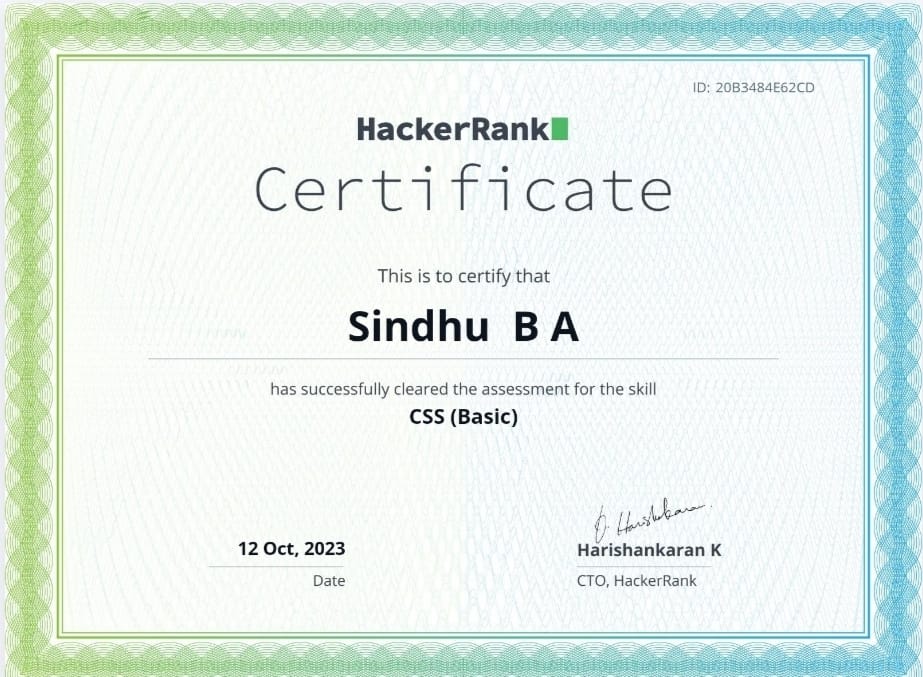 ID: 20B3484E62CD
HackerRank
Certificate
This is to certify that
Sindhu B A
has successfully cleared the assessment for the skill
CSS (Basic)
12 Oct, 2023
Date
Harishankaran K
CTO, HackerRank